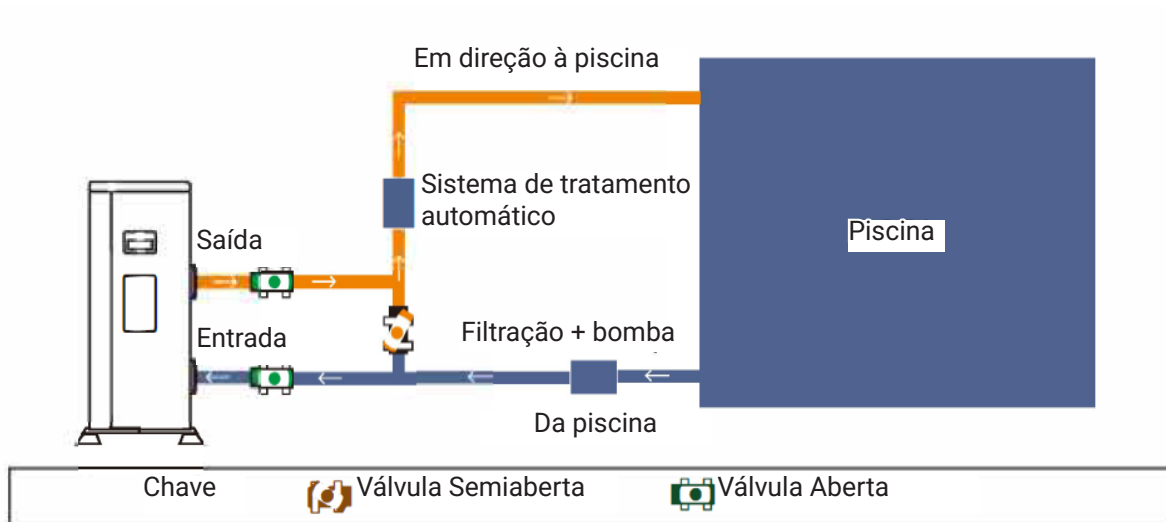 Em direção à piscina
Sistema de tratamento
automático
Saída
Piscina
Entrada
Filtração + bomba
Da piscina
Chave
Válvula Semiaberta
Válvula Aberta